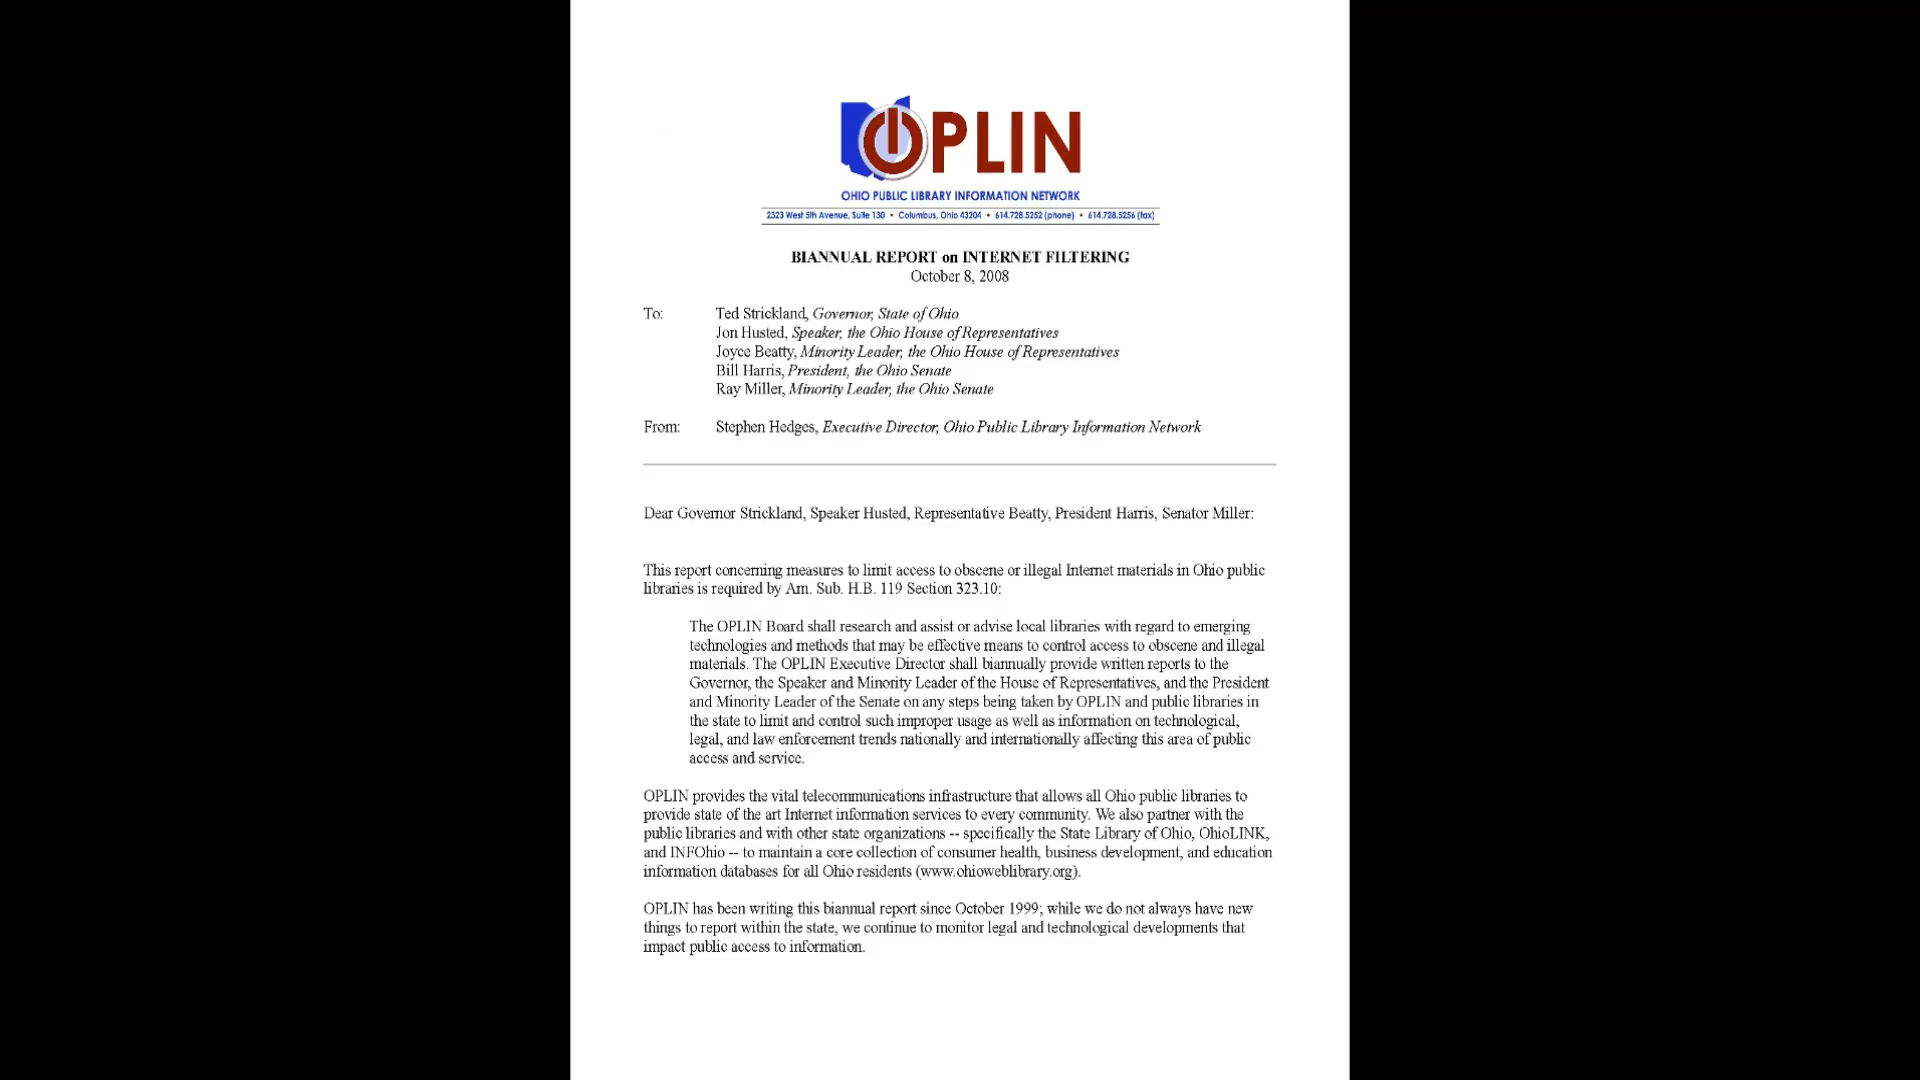 OPLIN
OHIO PUBLIC LIBRARY INFORMATION NETWORK
2323 West 5th Avenue, Suite 130 • Columbus, Ohio 43204 • 614.728.5252 (phone) • 614.728.5256 (fax)
BIANNUAL REPORT on INTERNET FILTERING
October 8, 2008
To: Ted Strickland, Governor, State of Ohio
Jon Husted, Speaker, the Ohio House of Representatives
Joyce Beatty, Minority Leader, the Ohio House of Representatives
Bill Harris, President, the Ohio Senate
Ray Miller, Minority Leader, the Ohio Senate
From: Stephen Hedges, Executive Director, Ohio Public Library Information Network
Dear Governor Strickland, Speaker Husted, Representative Beatty, President Harris, Senator Miller:
This report concerning measures to limit access to obscene or illegal Internet materials in Ohio public
libraries is required by Am. Sub. H.B. 119 Section 323.10:
The OPLIN Board shall research and assist or advise local libraries with regard to emerging
technologies and methods that may be effective means to control access to obscene and illegal
materials. The OPLIN Executive Director shall biannually provide written reports to the
Governor, the Speaker and Minority Leader of the House of Representatives, and the President
and Minority Leader of the Senate on any steps being taken by OPLIN and public libraries in
the state to limit and control such improper usage as well as information on technological,
legal, and law enforcement trends nationally and internationally affecting this area of public
access and service.
OPLIN provides the vital telecommunications infrastructure that allows all Ohio public libraries to
provide state of the art Internet information services to every community. We also partner with the
public libraries and with other state organizations -- specifically the State Library of Ohio, OhioLINK,
and INFOhio -- to maintain a core collection of consumer health, business development, and education
information databases for all Ohio residents (www.ohioweblibrary.org).
OPLIN has been writing this biannual report since October 1999; while we do not always have new
things to report within the state, we continue to monitor legal and technological developments that
impact public access to information.